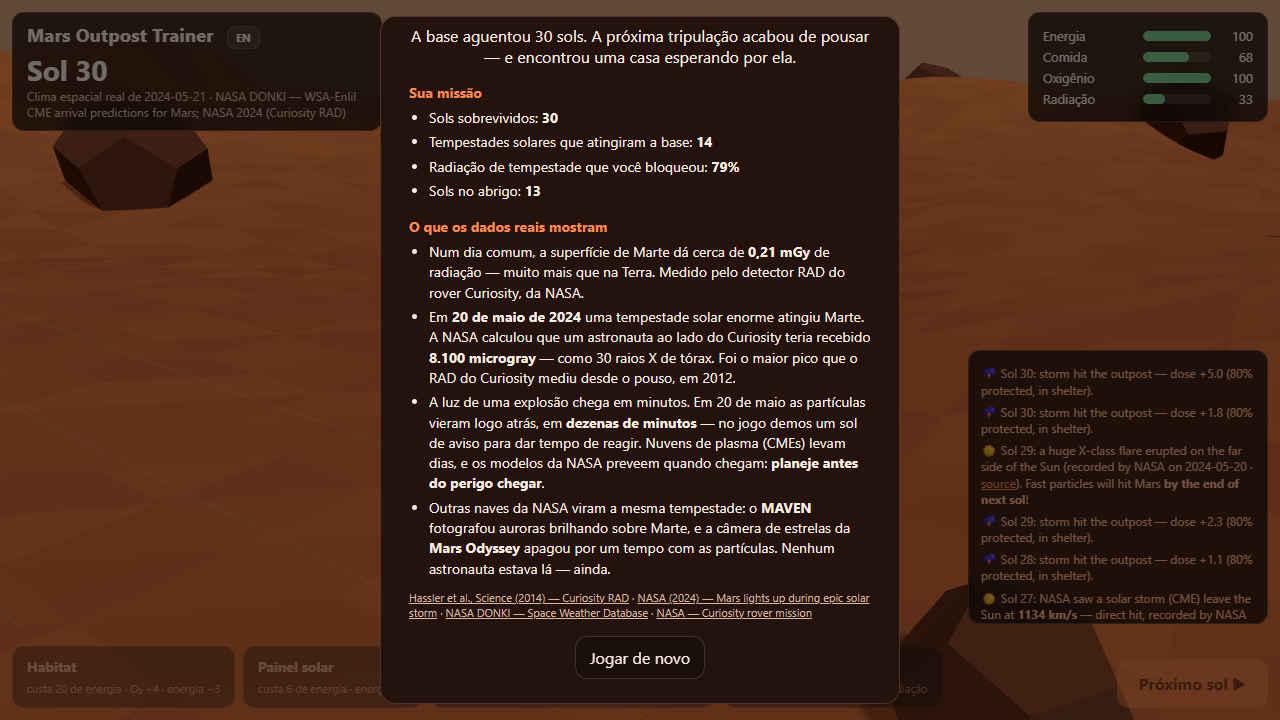 Mars Outpost Trainer EN
Sol 30
Clima espacial real de 2024-05-21 · NASA DONKI — WSA-Enlil
CME arrival predictions for Mars; NASA 2024 (Curiosity RAD)
A base aguentou 30 sols. A próxima tripulação acabou de pousar
— e encontrou uma casa esperando por ela.
Sua missão
• Sols sobrevividos: 30
• Tempestades solares que atingiram a base: 14
• Radiação de tempestade que você bloqueou: 79%
• Sols no abrigo: 13
O que os dados reais mostram
• Num dia comum, a superfície de Marte dá cerca de 0,21 mGy de
radiação — muito mais que na Terra. Medido pelo detector RAD do
rover Curiosity, da NASA.
• Em 20 de maio de 2024 uma tempestade solar enorme atingiu Marte.
A NASA calculou que um astronauta ao lado do Curiosity teria recebido
8.100 microgray — como 30 raios X de tórax. Foi o maior pico que o
RAD do Curiosity mediu desde o pouso, em 2012.
• A luz de uma explosão chega em minutos. Em 20 de maio as partículas
vieram logo atrás, em dezenas de minutos — no jogo demos um sol
de aviso para dar tempo de reagir. Nuvens de plasma (CMEs) levam
dias, e os modelos da NASA preveem quando chegam: planeje antes
do perigo chegar.
• Outras naves da NASA viram a mesma tempestade: o MAVEN
fotografou auroras brilhando sobre Marte, e a câmera de estrelas da
Mars Odyssey apagou por um tempo com as partículas. Nenhum
astronauta estava lá — ainda.
Hassler et al., Science (2014) — Curiosity RAD · NASA (2024) — Mars lights up during epic solar
storm · NASA DONKI — Space Weather Database · NASA — Curiosity rover mission
Jogar de novo
Energia 100
Comida 68
Oxigênio 100
Radiação 33
Sol 30: storm hit the outpost — dose +5.0 (80%
protected, in shelter).
Sol 30: storm hit the outpost — dose +1.8 (80%
protected, in shelter).
Sol 29: a huge X-class flare erupted on the far
side of the Sun (recorded by NASA on 2024-05-20 ·
source). Fast particles will hit Mars by the end of
next sol!
Sol 29: storm hit the outpost — dose +2.3 (80%
protected, in shelter).
Sol 28: storm hit the outpost — dose +1.1 (80%
protected, in shelter).
Sol 27: NASA saw a solar storm (CME) leave the
Sun at 1134 km/s — direct hit, recorded by NASA
Habitat
custa 20 de energia · O₂ +4 · energia −3
Painel solar
custa 6 de energia ·
Próximo sol ▶